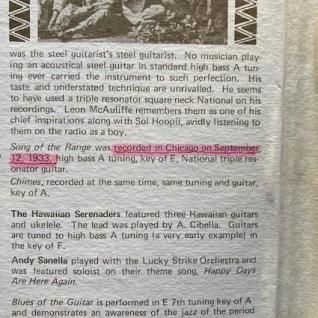 was the steel guitarist's steel guitarist. No musician play-
ing an acoustical steel guitar in standard high bass A tun-
ing ever carried the instrument to such perfection. His
taste and understated technique are unrivalled. He seems
to have used a triple resonator square neck National on his
recordings. Leon McAuliffe remembers them as one of his
chief inspirations along with Sol Hoopii, avidly listening to
them on the radio as a boy.
Song of the Range was recorded in Chicago on September
12, 1933, high bass A tuning, key of E, National triple res-
onator guitar.
Chimes, recorded at the same time, same tuning and guitar,
key of A.
The Hawaiian Serenaders featured three Hawaiian guitars
and ukelele. The lead was played by A. Cibella. Guitars
are tuned to high bass A tuning (a very early example) in
the key of F.
Andy Sanella played with the Lucky Strike Orchestra and
was featured soloist on their theme song, Happy Days
Are Here Again.
Blues of the Guitar is performed in E 7th tuning key of A
and demonstrates an awareness of the jazz of the period